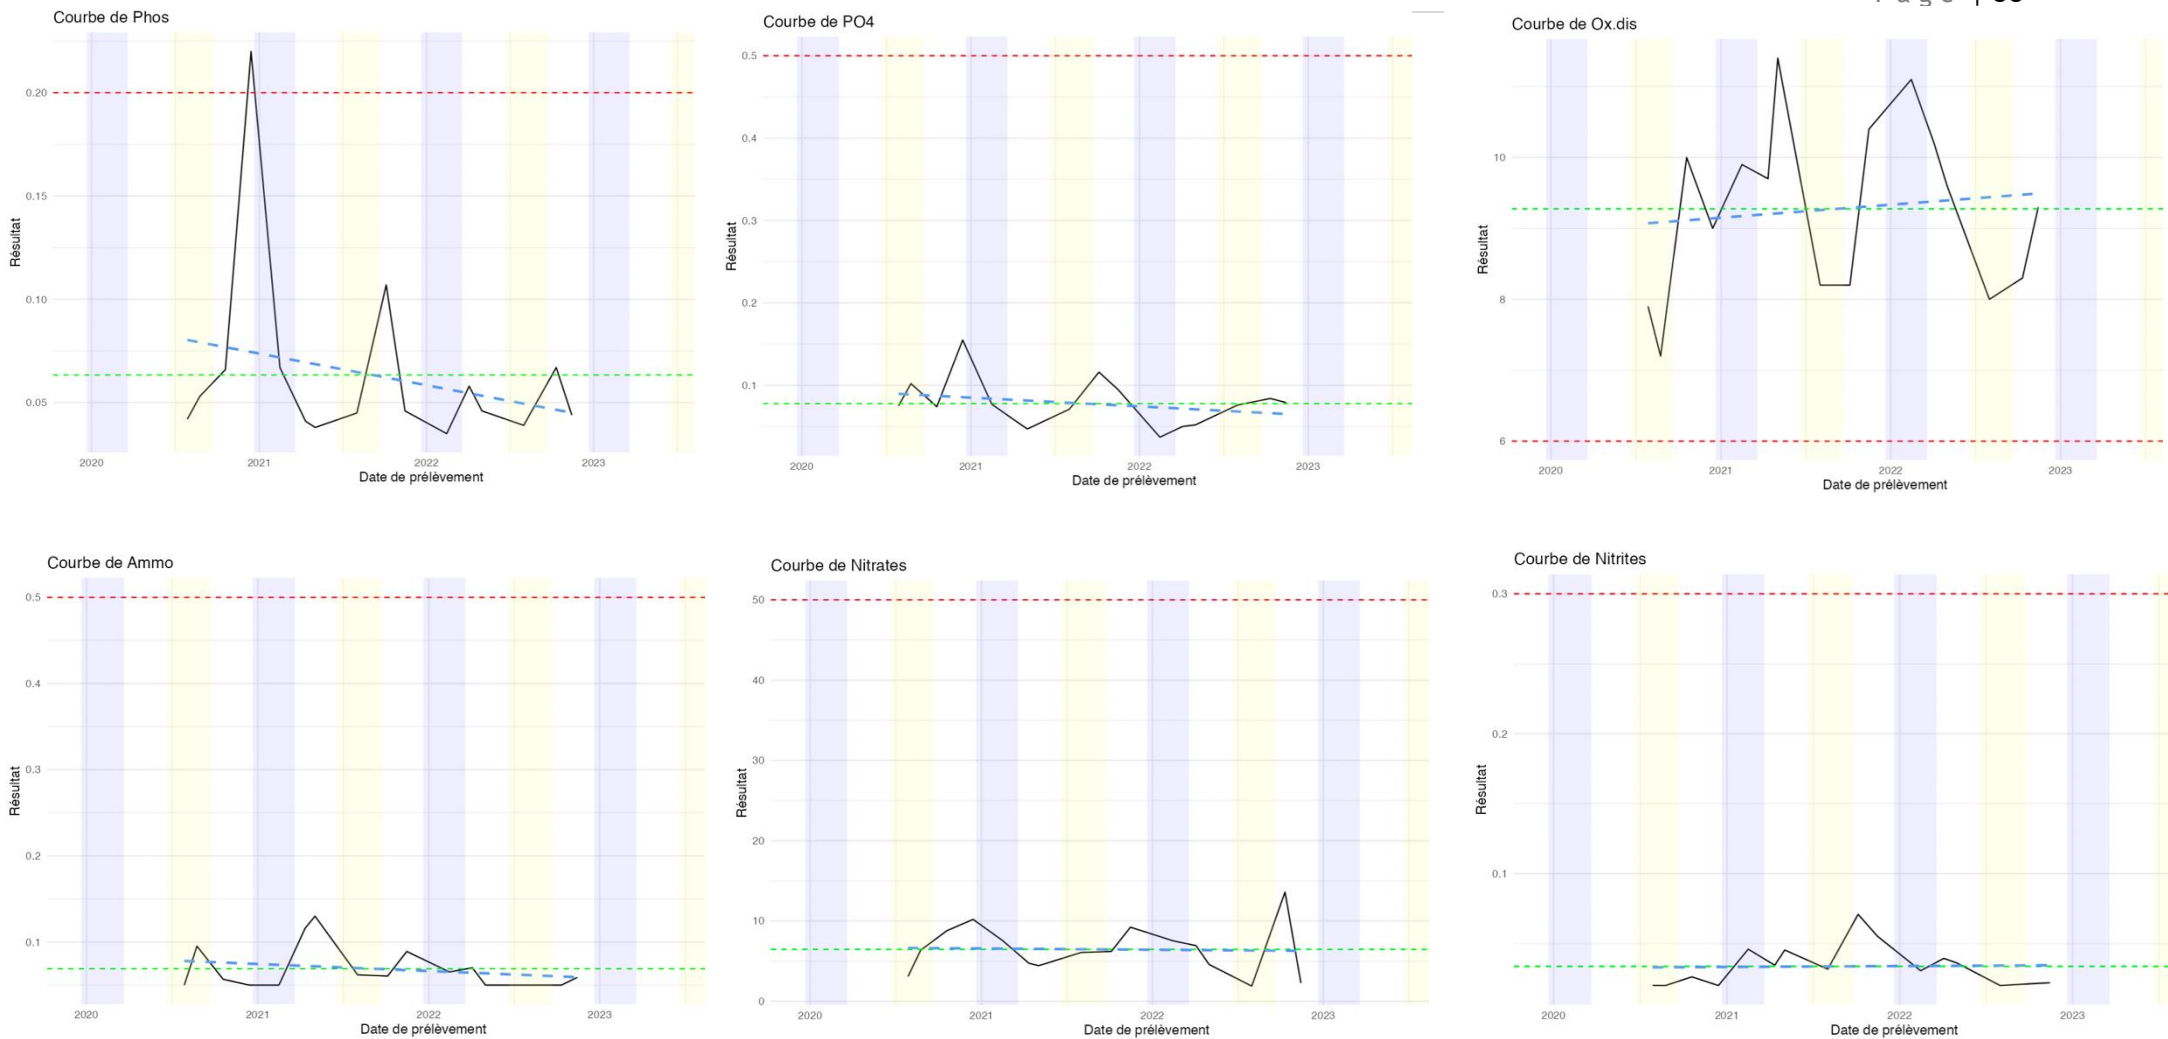 Courbe de Phos
0.20
0.15
0.10
0.05
Résultat
2020 2021 2022 2023
Date de prélèvement
Courbe de PO4
0.5
0.4
0.3
0.2
0.1
Résultat
2020 2021 2022 2023
Date de prélèvement
Courbe de Ox.dis
10
8
6
Résultat
2020 2021 2022 2023
Date de prélèvement
Courbe de Ammo
0.5
0.4
0.3
0.2
0.1
Résultat
2020 2021 2022 2023
Date de prélèvement
Courbe de Nitrates
50
40
30
20
10
0
Résultat
2020 2021 2022 2023
Date de prélèvement
Courbe de Nitrites
0.3
0.2
0.1
Résultat
2020 2021 2022 2023
Date de prélèvement